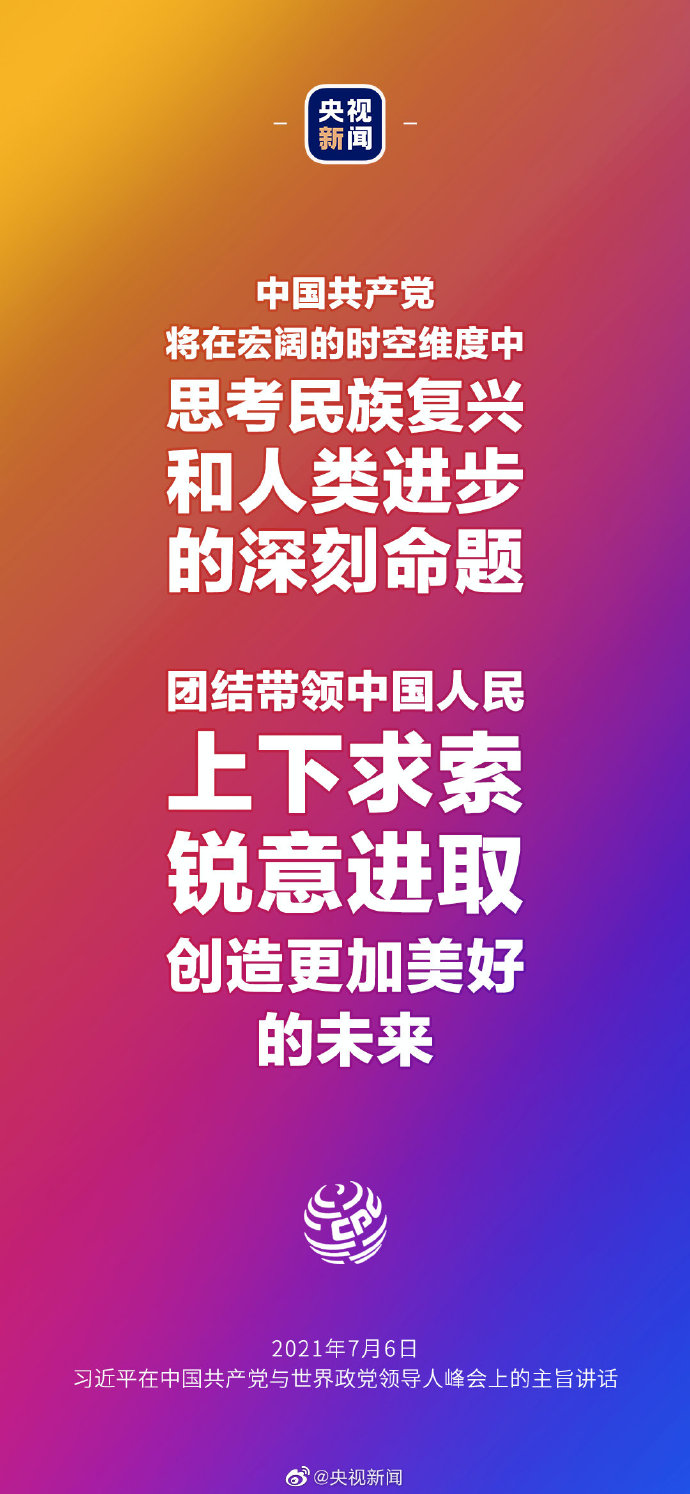 央视
新闻
中国共产党
将在宏阔的时空维度中
思考民族复兴
和人类进步
的深刻命题
团结带领中国人民
上下求索
锐意进取
创造更加美好
的未来
CPC
2021年7月6日
习近平在中国共产党与世界政党领导人峰会上的主旨讲话
@央视新闻